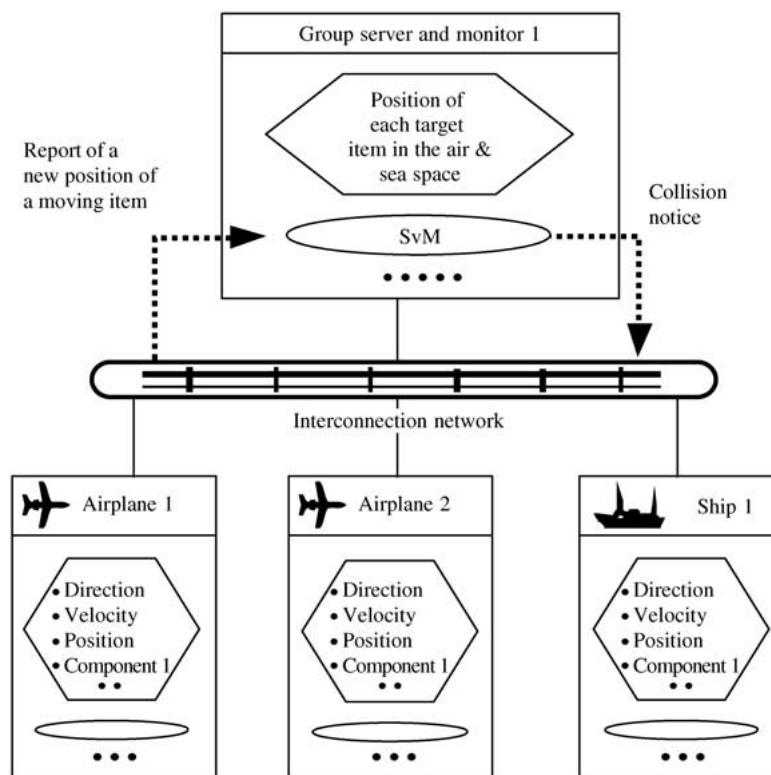 Group server and monitor 1
Position of
each target
item in the air &
sea space
Report of a
new position of
a moving item
Collision
notice
SvM
Interconnection network
Airplane 1
• Direction
• Velocity
• Position
• Component 1
Airplane 2
• Direction
• Velocity
• Position
• Component 1
Ship 1
• Direction
• Velocity
• Position
• Component 1